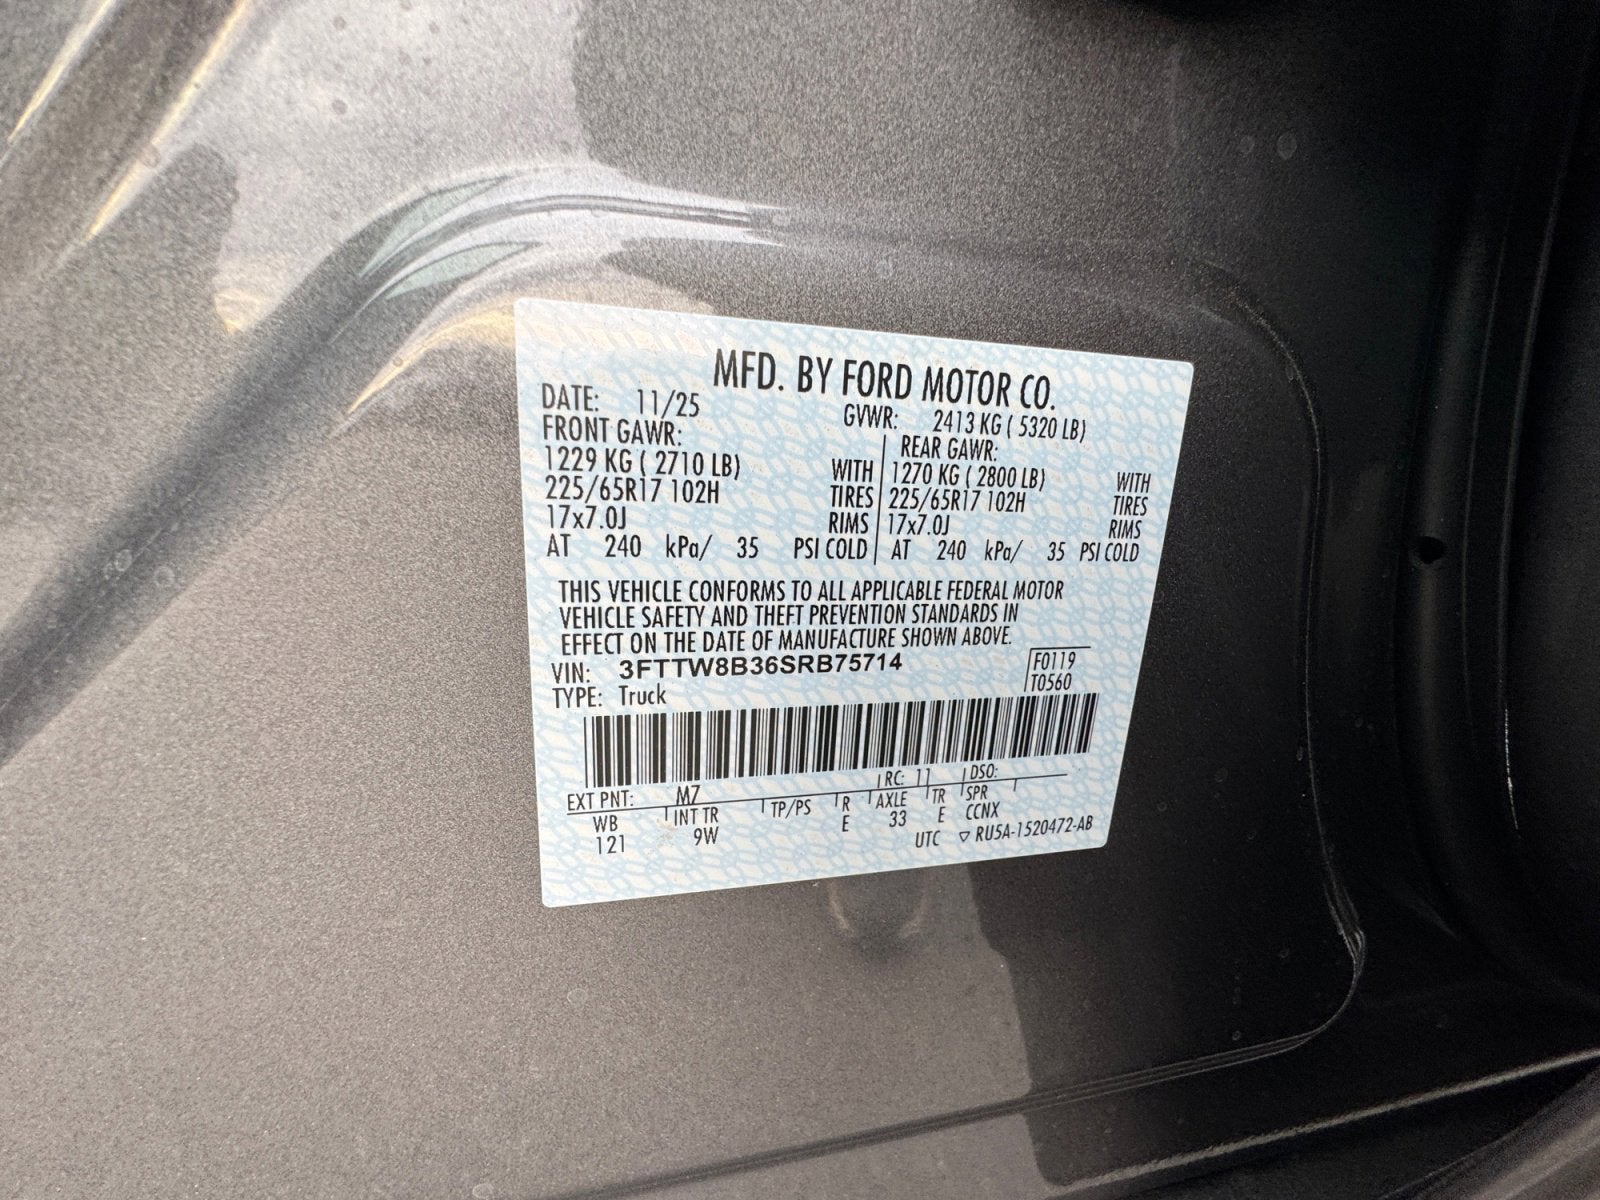 MFD. BY FORD MOTOR CO.
DATE: 11/25 GVWR: 2413 KG ( 5320 LB)
FRONT GAWR: REAR GAWR:
1229 KG ( 2710 LB) WITH 1270 KG ( 2800 LB) WITH
225/65R17 102H TIRES 225/65R17 102H TIRES
17x7.0J RIMS 17x7.0J RIMS
AT 240 kPa/ 35 PSI COLD AT 240 kPa/ 35 PSI COLD
THIS VEHICLE CONFORMS TO ALL APPLICABLE FEDERAL MOTOR
VEHICLE SAFETY AND THEFT PREVENTION STANDARDS IN
EFFECT ON THE DATE OF MANUFACTURE SHOWN ABOVE.
VIN: 3FTTW8B36SRB75714 F0119
TYPE: Truck T0560
EXT PNT: M7 RC: 11 DSO:
WB INT TR TP/PS R AXLE TR SPR
121 9W E 33 E CCNX
UTC ▽ RU5A-1520472-AB